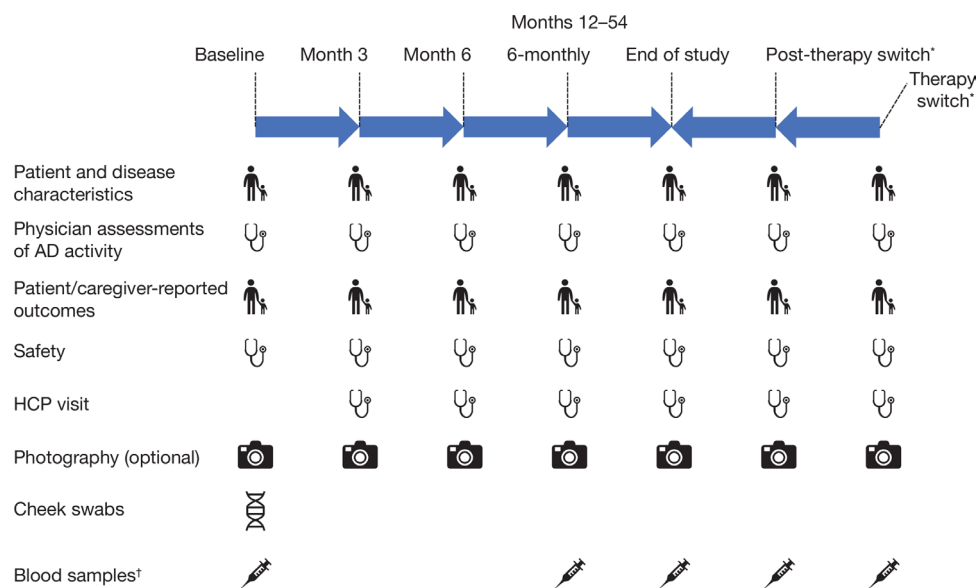 Months 12–54
Baseline
Month 3
Month 6
6-monthly
End of study
Post-therapy switch*
Therapy
switch*
Patient and disease
characteristics
Physician assessments
of AD activity
Patient/caregiver-reported
outcomes
Safety
HCP visit
Photography (optional)
Cheek swabs
Blood samples†